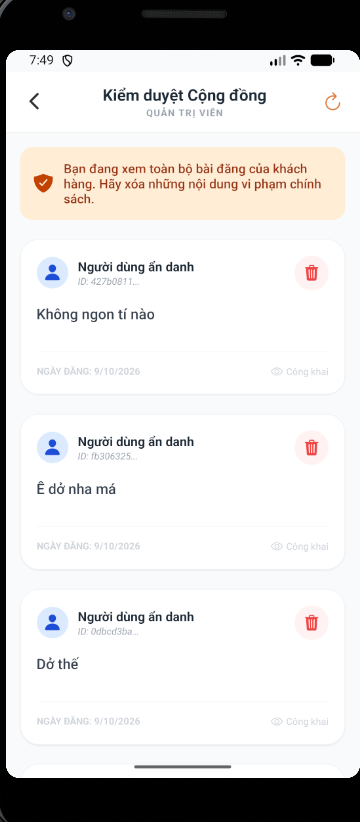 7:49
Kiểm duyệt Cộng đồng
QUẢN TRỊ VIÊN
Bạn đang xem toàn bộ bài đăng của khách
hàng. Hãy xóa những nội dung vi phạm chính
sách.
Người dùng ẩn danh
ID: 427b0811...
Không ngon tí nào
NGÀY ĐĂNG: 9/10/2026
Công khai
Người dùng ẩn danh
ID: fb306325...
Ê dở nha má
NGÀY ĐĂNG: 9/10/2026
Công khai
Người dùng ẩn danh
ID: 0dbcd3ba...
Dở thế
NGÀY ĐĂNG: 9/10/2026
Công khai